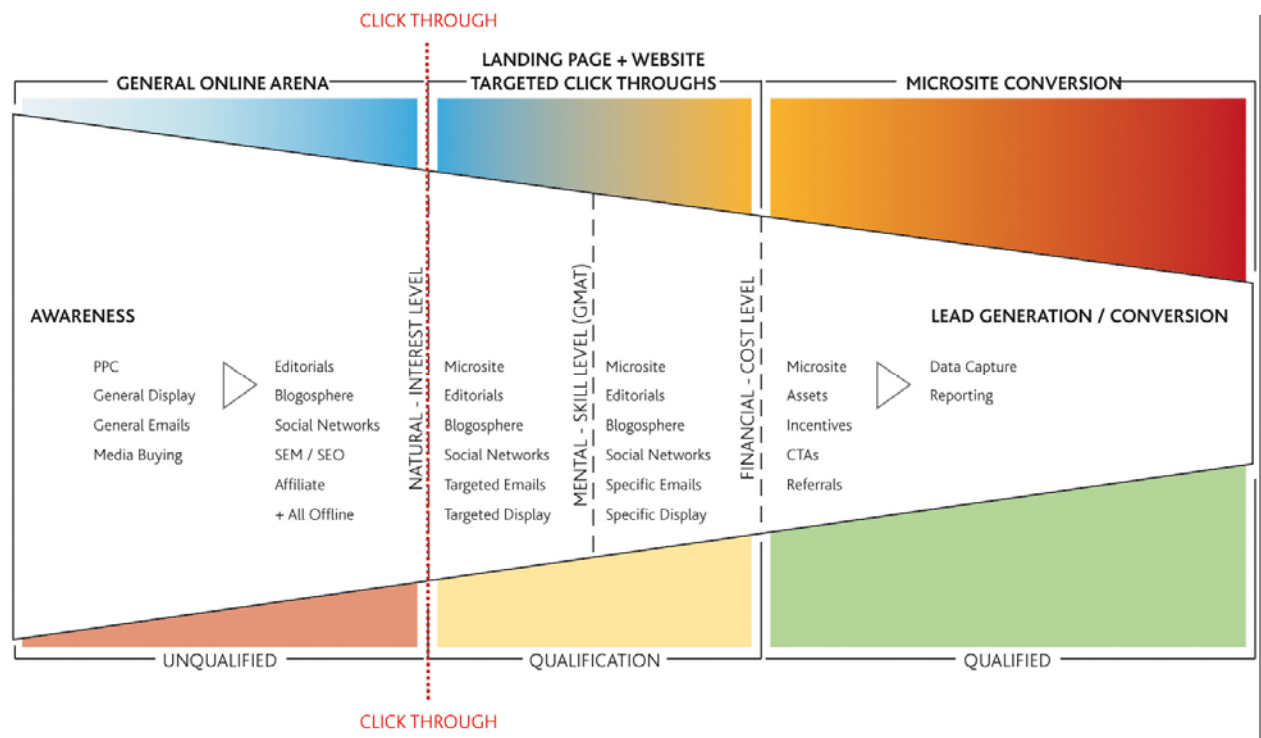 CLICK THROUGH
GENERAL ONLINE ARENA
LANDING PAGE + WEBSITE
TARGETED CLICK THROUGHS
MICROSITE CONVERSION
AWARENESS
PPC
General Display
General Emails
Media Buying
Editorials
Blogosphere
Social Networks
SEM / SEO
Affiliate
+ All Offline
NATURAL - INTEREST LEVEL
Microsite
Editorials
Blogosphere
Social Networks
Targeted Emails
Targeted Display
MENTAL - SKILL LEVEL (GMAT)
Microsite
Editorials
Blogosphere
Social Networks
Specific Emails
Specific Display
FINANCIAL - COST LEVEL
LEAD GENERATION / CONVERSION
Microsite
Assets
Incentives
CTAs
Referrals
Data Capture
Reporting
UNQUALIFIED
QUALIFICATION
QUALIFIED
CLICK THROUGH